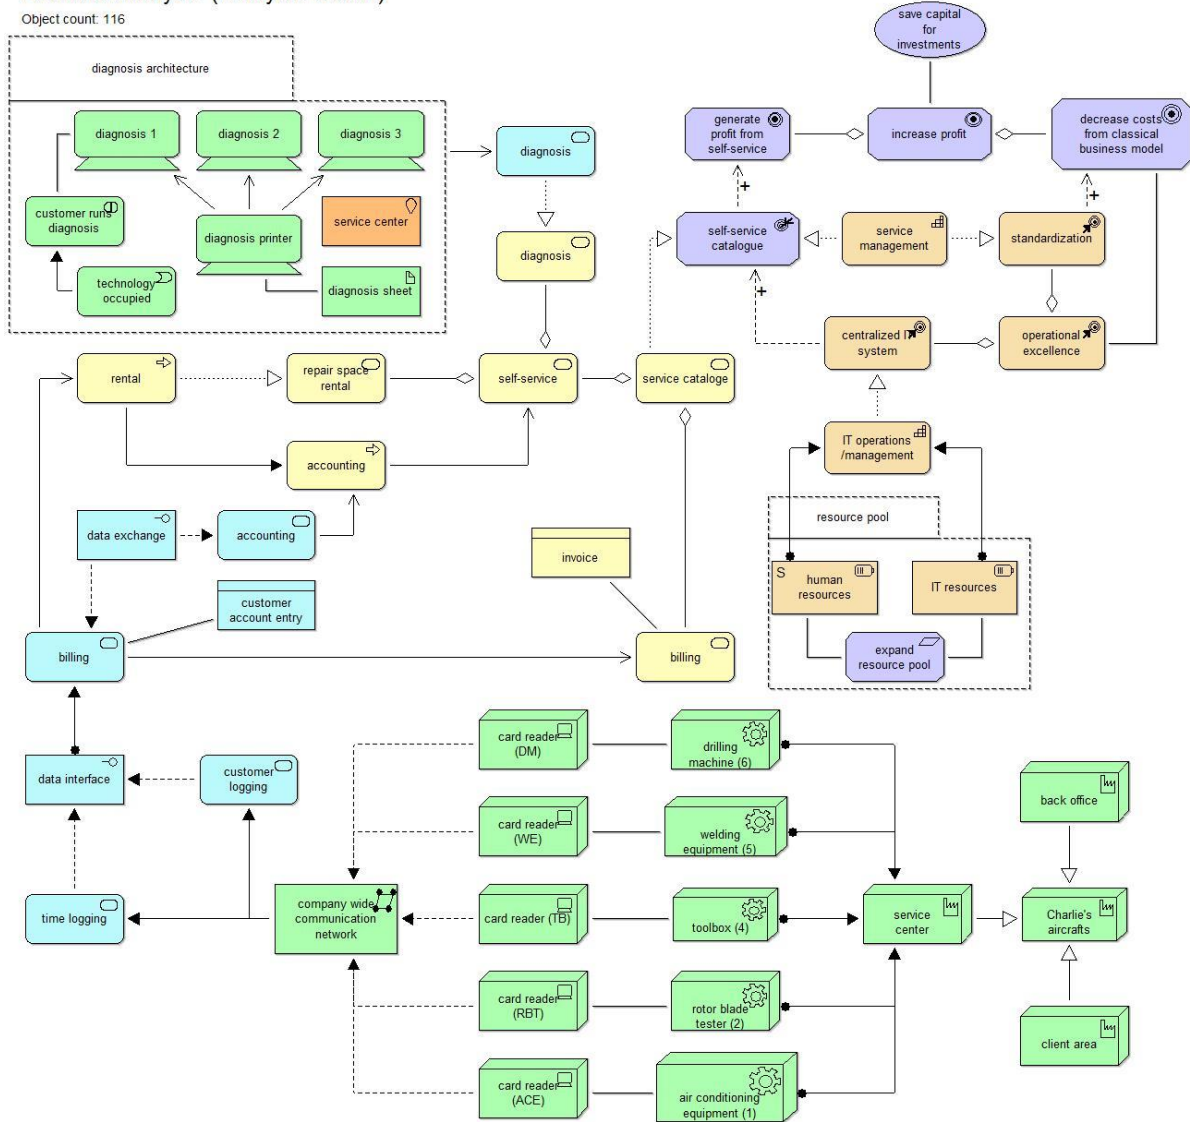 Object count: 116
save capital
for
investments
diagnosis architecture
diagnosis 1
diagnosis 2
diagnosis 3
diagnosis
generate
profit from
self-service
increase profit
decrease costs
from classical
business model
customer runs
diagnosis
diagnosis printer
service center
diagnosis
self-service
catalogue
service
management
standardization
technology
occupied
diagnosis sheet
centralized IT
system
operational
excellence
rental
repair space
rental
self-service
service cataloge
accounting
IT operations
/management
data exchange
accounting
invoice
resource pool
customer
account entry
S
human
resources
IT resources
billing
billing
expand
resource pool
card reader
(DM)
drilling
machine (6)
data interface
customer
logging
back office
card reader
(WE)
welding
equipment (5)
time logging
company wide
communication
network
card reader (TB)
toolbox (4)
service
center
Charlie's
aircrafts
card reader
(RBT)
rotor blade
tester (2)
client area
card reader
(ACE)
air conditioning
equipment (1)